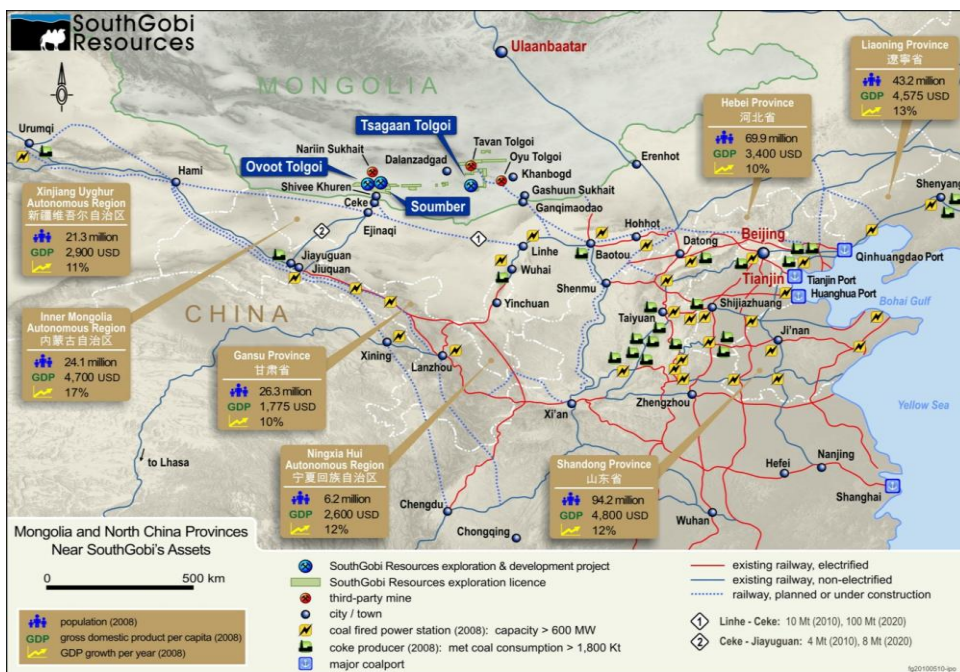 SouthGobi
Resources
MONGOLIA
Ulaanbaatar
Liaoning Province
遼寧省
43.2 million
GDP 4,575 USD
13%
Hebei Province
河北省
69.9 million
GDP 3,400 USD
10%
Urumqi
Hami
Nariin Sukhait
Tsagaan Tolgoi
Dalanzadgad
Tavan Tolgoi
Oyu Tolgoi
Khanbogd
Erenhot
Ovoot Tolgoi
Shivee Khuren
Ceke
Soumber
Gashuun Sukhait
Ganqimaodao
Ejinaqi
Shenyang
Xinjiang Uyghur
Autonomous Region
新疆维吾尔自治区
21.3 million
GDP 2,900 USD
11%
2
1
Jiayuguan
Jiuquan
Linhe
Wuhai
Yinchuan
Hohhot
Baotou
Shenmu
Datong
Beijing
Tianjin
Qinhuangdao Port
Tianjin Port
Huanghua Port
Bohai Gulf
CHINA
Inner Mongolia
Autonomous Region
内蒙古自治区
24.1 million
GDP 4,700 USD
17%
Gansu Province
甘肃省
26.3 million
GDP 1,775 USD
10%
Xining
Lanzhou
Taiyuan
Shijiazhuang
Ji'nan
Xi'an
Zhengzhou
Yellow Sea
to Lhasa
Ningxia Hui
Autonomous Region
宁夏回族自治区
6.2 million
GDP 2,600 USD
12%
Shandong Province
山东省
94.2 million
GDP 4,800 USD
12%
Chengdu
Chongqing
Wuhan
Hefei
Nanjing
Shanghai
Mongolia and North China Provinces
Near SouthGobi's Assets
0 500 km
population (2008)
GDP gross domestic product per capita (2008)
GDP growth per year (2008)
SouthGobi Resources exploration & development project
SouthGobi Resources exploration licence
third-party mine
city / town
coal fired power station (2008): capacity > 600 MW
coke producer (2008): met coal consumption > 1,800 Kt
major coalport
existing railway, electrified
existing railway, non-electrified
railway, planned or under construction
1 Linhe - Ceke: 10 Mt (2010), 100 Mt (2020)
2 Ceke - Jiayuguan: 4 Mt (2010), 8 Mt (2020)
fg20100510-ipo